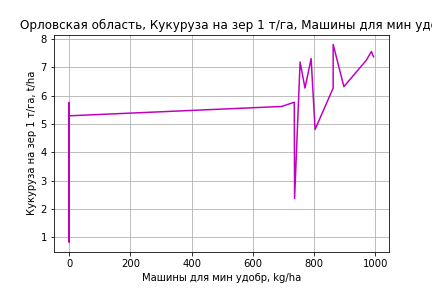 Орловская область, Кукуруза на зер 1 т/га, Машины для мин удо
8
7
6
5
4
3
2
1
Кукуруза на зер 1 т/га, t/ha
0 200 400 600 800 1000
Машины для мин удобр, kg/ha